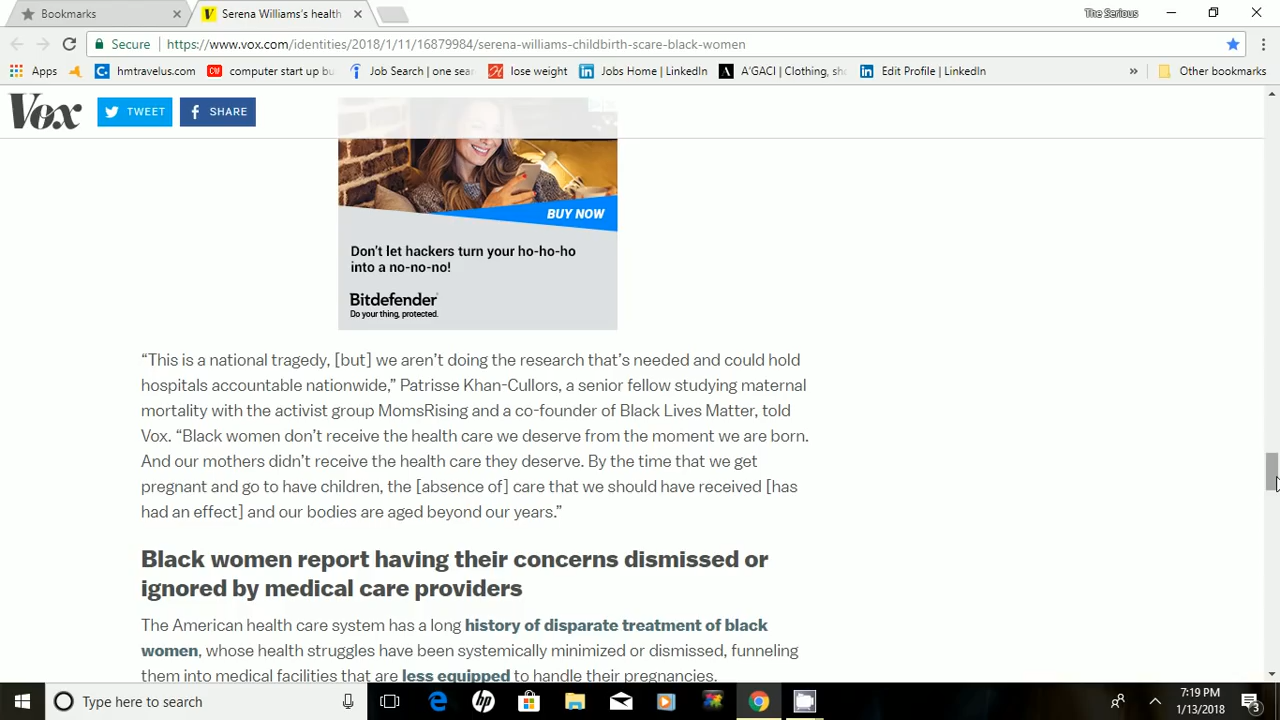 Bookmarks
Serena Williams's health
The Serious
Secure
https://www.vox.com/identities/2018/1/11/16879984/serena-williams-childbirth-scare-black-women
Apps
hmtravelus.com
computer start up bu
Job Search | one sea
lose weight
Jobs Home | LinkedIn
A'GACI | Clothing, sh
Edit Profile | LinkedIn
»
Other bookmarks
Vox
TWEET
SHARE
BUY NOW
Don't let hackers turn your ho-ho-ho
into a no-no-no!
Bitdefender
Do your thing, protected.
“This is a national tragedy, [but] we aren’t doing the research that’s needed and could hold
hospitals accountable nationwide,” Patrisse Khan-Cullors, a senior fellow studying maternal
mortality with the activist group MomsRising and a co-founder of Black Lives Matter, told
Vox. “Black women don’t receive the health care we deserve from the moment we are born.
And our mothers didn’t receive the health care they deserve. By the time that we get
pregnant and go to have children, the [absence of] care that we should have received [has
had an effect] and our bodies are aged beyond our years.”
Black women report having their concerns dismissed or
ignored by medical care providers
The American health care system has a long history of disparate treatment of black
women, whose health struggles have been systemically minimized or dismissed, funneling
them into medical facilities that are less equipped to handle their pregnancies.
Type here to search
7:19 PM
1/13/2018
3